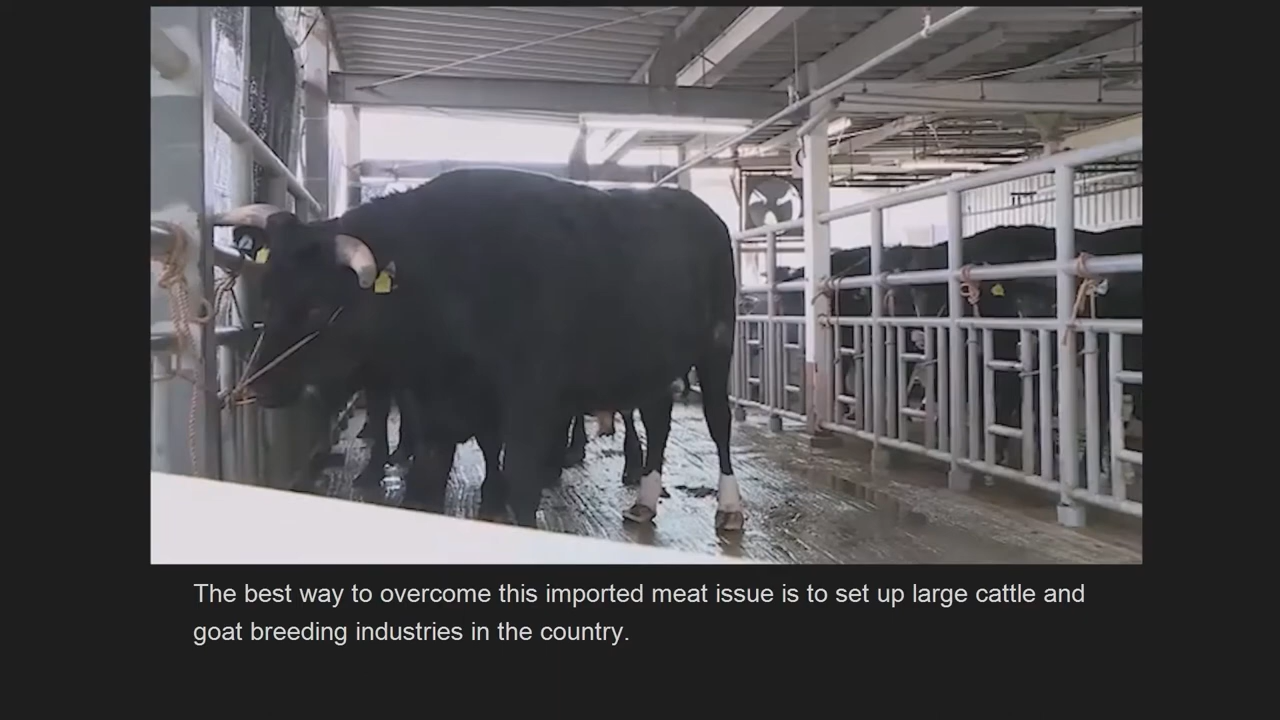 The best way to overcome this imported meat issue is to set up large cattle and
goat breeding industries in the country.